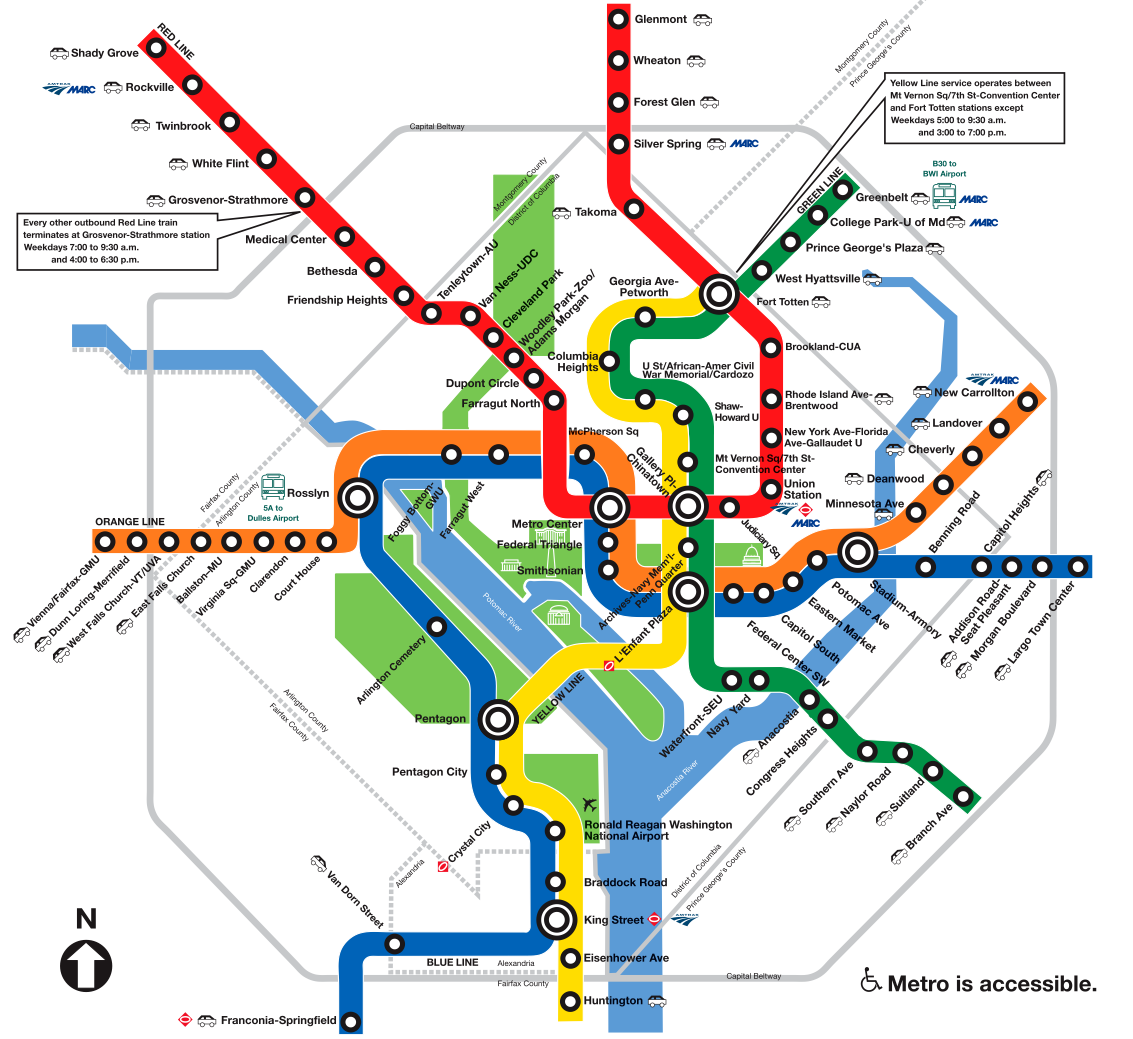 RED LINE
Shady Grove
AMTRAK MARC Rockville
Twinbrook
White Flint
Grosvenor-Strathmore
Every other outbound Red Line train
terminates at Grosvenor-Strathmore station
Weekdays 7:00 to 9:30 a.m.
and 4:00 to 6:30 p.m.
Medical Center
Bethesda
Friendship Heights
Tenleytown-AU
Van Ness-UDC
Cleveland Park
Woodley Park-Zoo/
Adams Morgan
Dupont Circle
Farragut North
Capital Beltway
Montgomery County
District of Columbia
Glenmont
Wheaton
Forest Glen
Silver Spring MARC
Takoma
Montgomery County
Prince George's County
Yellow Line service operates between
Mt Vernon Sq/7th St-Convention Center
and Fort Totten stations except
Weekdays 5:00 to 9:30 a.m.
and 3:00 to 7:00 p.m.
B30 to
BWI Airport
GREEN LINE
Greenbelt MARC
College Park-U of Md MARC
Prince George's Plaza
West Hyattsville
Fort Totten
Georgia Ave-
Petworth
Columbia
Heights
U St/African-Amer Civil
War Memorial/Cardozo
Shaw-
Howard U
Mt Vernon Sq/7th St-
Convention Center
Gallery Pl-
Chinatown
Brookland-CUA
Rhode Island Ave-
Brentwood
New York Ave-Florida
Ave-Gallaudet U
Union
Station
AMTRAK
MARC
Judiciary Sq
AMTRAK MARC
New Carrollton
Landover
Cheverly
Deanwood
Minnesota Ave
McPherson Sq
Metro Center
Federal Triangle
Smithsonian
Farragut West
Foggy Bottom-
GWU
Rosslyn
5A to
Dulles Airport
Fairfax County
Arlington County
ORANGE LINE
Vienna/Fairfax-GMU
Dunn Loring-Merrifield
West Falls Church-VT/UVA
East Falls Church
Ballston-MU
Virginia Sq-GMU
Clarendon
Court House
Archives-Navy Mem'l-
Penn Quarter
L'Enfant Plaza
Federal Center SW
Capitol South
Eastern Market
Potomac Ave
Stadium-Armory
Benning Road
Capitol Heights
Addison Road-
Seat Pleasant
Morgan Boulevard
Largo Town Center
Potomac River
Arlington Cemetery
Pentagon
YELLOW LINE
Pentagon City
Crystal City
Ronald Reagan Washington
National Airport
Braddock Road
King Street AMTRAK
Eisenhower Ave
Huntington
Van Dorn Street
BLUE LINE
Franconia-Springfield
Arlington County
Fairfax County
Alexandria
Alexandria
Fairfax County
Waterfront-SEU
Navy Yard
Anacostia
Congress Heights
Southern Ave
Naylor Road
Suitland
Branch Ave
Anacostia River
District of Columbia
Prince George's County
Capital Beltway
N
Metro is accessible.